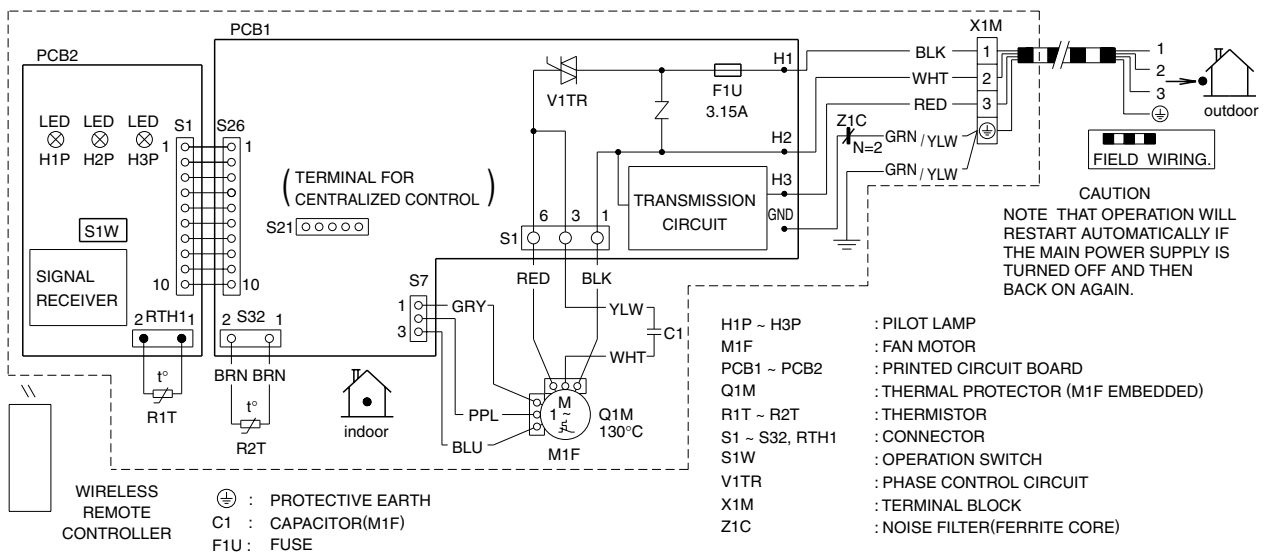 PCB1
X1M
PCB2
H1
BLK
1
1
V1TR
F1U
3.15A
WHT
2
2
RED
3
3
outdoor
LED
LED
LED
H1P
H2P
H3P
S1
S26
1
1
Z1C
N=2
GRN/YLW
GRN/YLW
H2
FIELD WIRING.
(TERMINAL FOR
CENTRALIZED CONTROL)
S21
TRANSMISSION
CIRCUIT
H3
GND
CAUTION
NOTE THAT OPERATION WILL
RESTART AUTOMATICALLY IF
THE MAIN POWER SUPPLY IS
TURNED OFF AND THEN
BACK ON AGAIN.
S1W
6
3
1
S1
SIGNAL
RECEIVER
10
10
RED
BLK
S7
1
3
GRY
YLW
C1
WHT
2
RTH1
1
2
S32
1
t°
R1T
BRN
BRN
t°
R2T
indoor
PPL
BLU
M
1~
Q1M
130°C
M1F
H1P ~ H3P : PILOT LAMP
M1F : FAN MOTOR
PCB1 ~ PCB2 : PRINTED CIRCUIT BOARD
Q1M : THERMAL PROTECTOR (M1F EMBEDDED)
R1T ~ R2T : THERMISTOR
S1 ~ S32, RTH1 : CONNECTOR
S1W : OPERATION SWITCH
V1TR : PHASE CONTROL CIRCUIT
X1M : TERMINAL BLOCK
Z1C : NOISE FILTER(FERRITE CORE)
WIRELESS
REMOTE
CONTROLLER
: PROTECTIVE EARTH
C1 : CAPACITOR(M1F)
F1U : FUSE